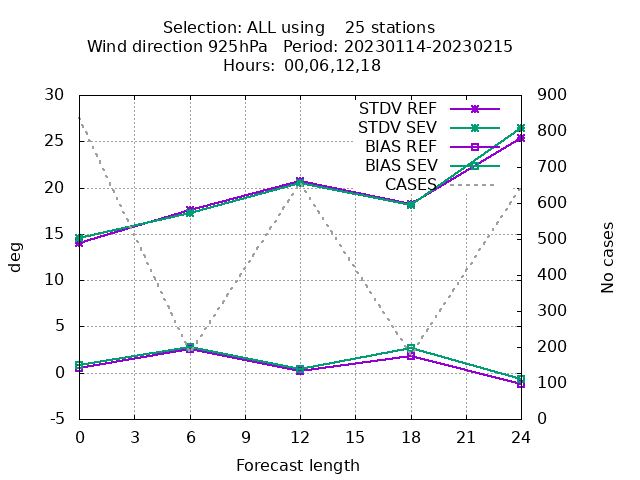 Selection: ALL using 25 stations
Wind direction 925hPa Period: 20230114-20230215
Hours: 00,06,12,18
30
25
20
15
10
5
0
-5
deg
900
800
700
600
500
400
300
200
100
0
No cases
STDV REF
STDV SEV
BIAS REF
BIAS SEV
CASES
0 3 6 9 12 15 18 21 24
Forecast length